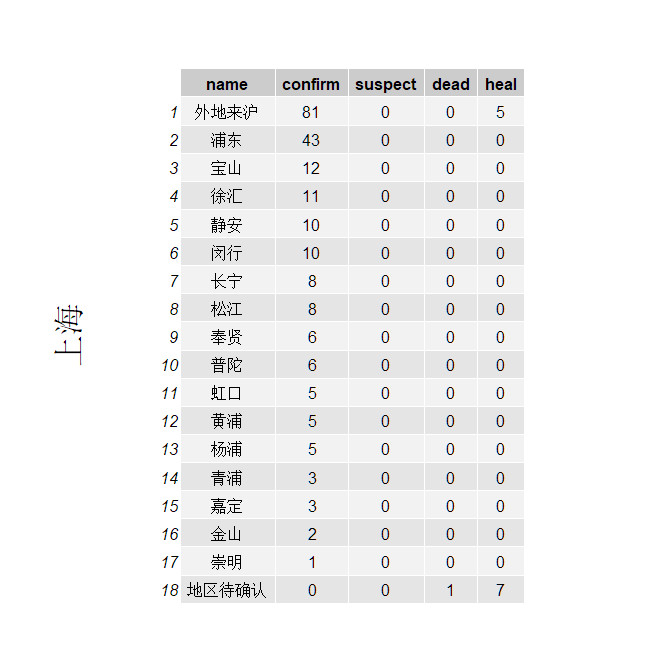 上海
name confirm suspect dead heal
1 外地来沪 81 0 0 5
2 浦东 43 0 0 0
3 宝山 12 0 0 0
4 徐汇 11 0 0 0
5 静安 10 0 0 0
6 闵行 10 0 0 0
7 长宁 8 0 0 0
8 松江 8 0 0 0
9 奉贤 6 0 0 0
10 普陀 6 0 0 0
11 虹口 5 0 0 0
12 黄浦 5 0 0 0
13 杨浦 5 0 0 0
14 青浦 3 0 0 0
15 嘉定 3 0 0 0
16 金山 2 0 0 0
17 崇明 1 0 0 0
18 地区待确认 0 0 1 7